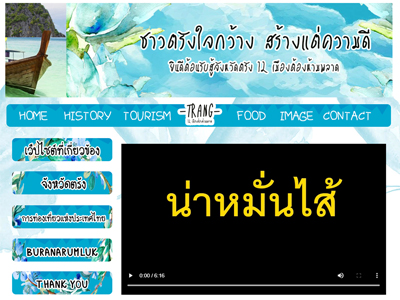 ชาวตรังใจกว้าง สร้างแต่ความดี
ยินดีต้อนรับสู่จังหวัดตรัง 12 เมืองต้องห้ามพลาด
HOME HISTORY TOURISM -TRANG- FOOD IMAGE CONTACT
เว็บไซต์ที่เกี่ยวข้อง
จังหวัดตรัง
การท่องเที่ยวแห่งประเทศไทย
BURANARUMLUK
THANK YOU
น่าหมั่นไส้
0:00 / 6:16